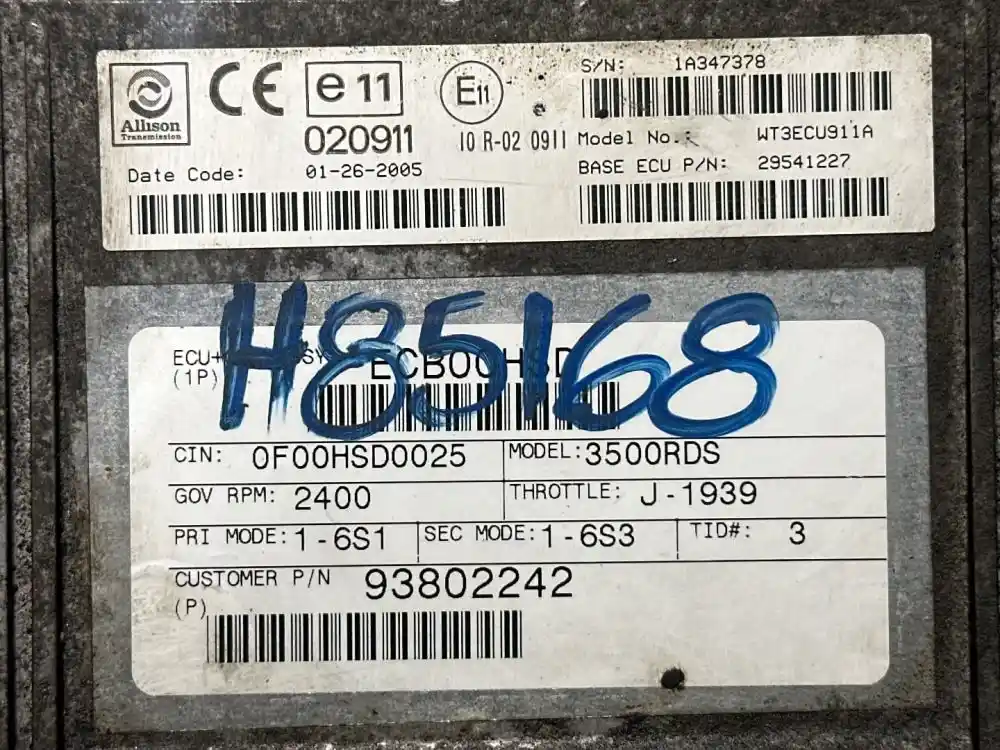 Allison
Transmission
CE
e 11
E11
020911
10 R-02 0911
Date Code: 01-26-2005
S/N: 1A347378
Model No.: WT3ECU911A
BASE ECU P/N: 29541227
H85168
ECU+
(1P)
CIN: 0F00HSD0025
MODEL: 3500RDS
GOV RPM: 2400
THROTTLE: J-1939
PRI MODE: 1-6S1
SEC MODE: 1-6S3
TID#: 3
CUSTOMER P/N 93802242
(P)